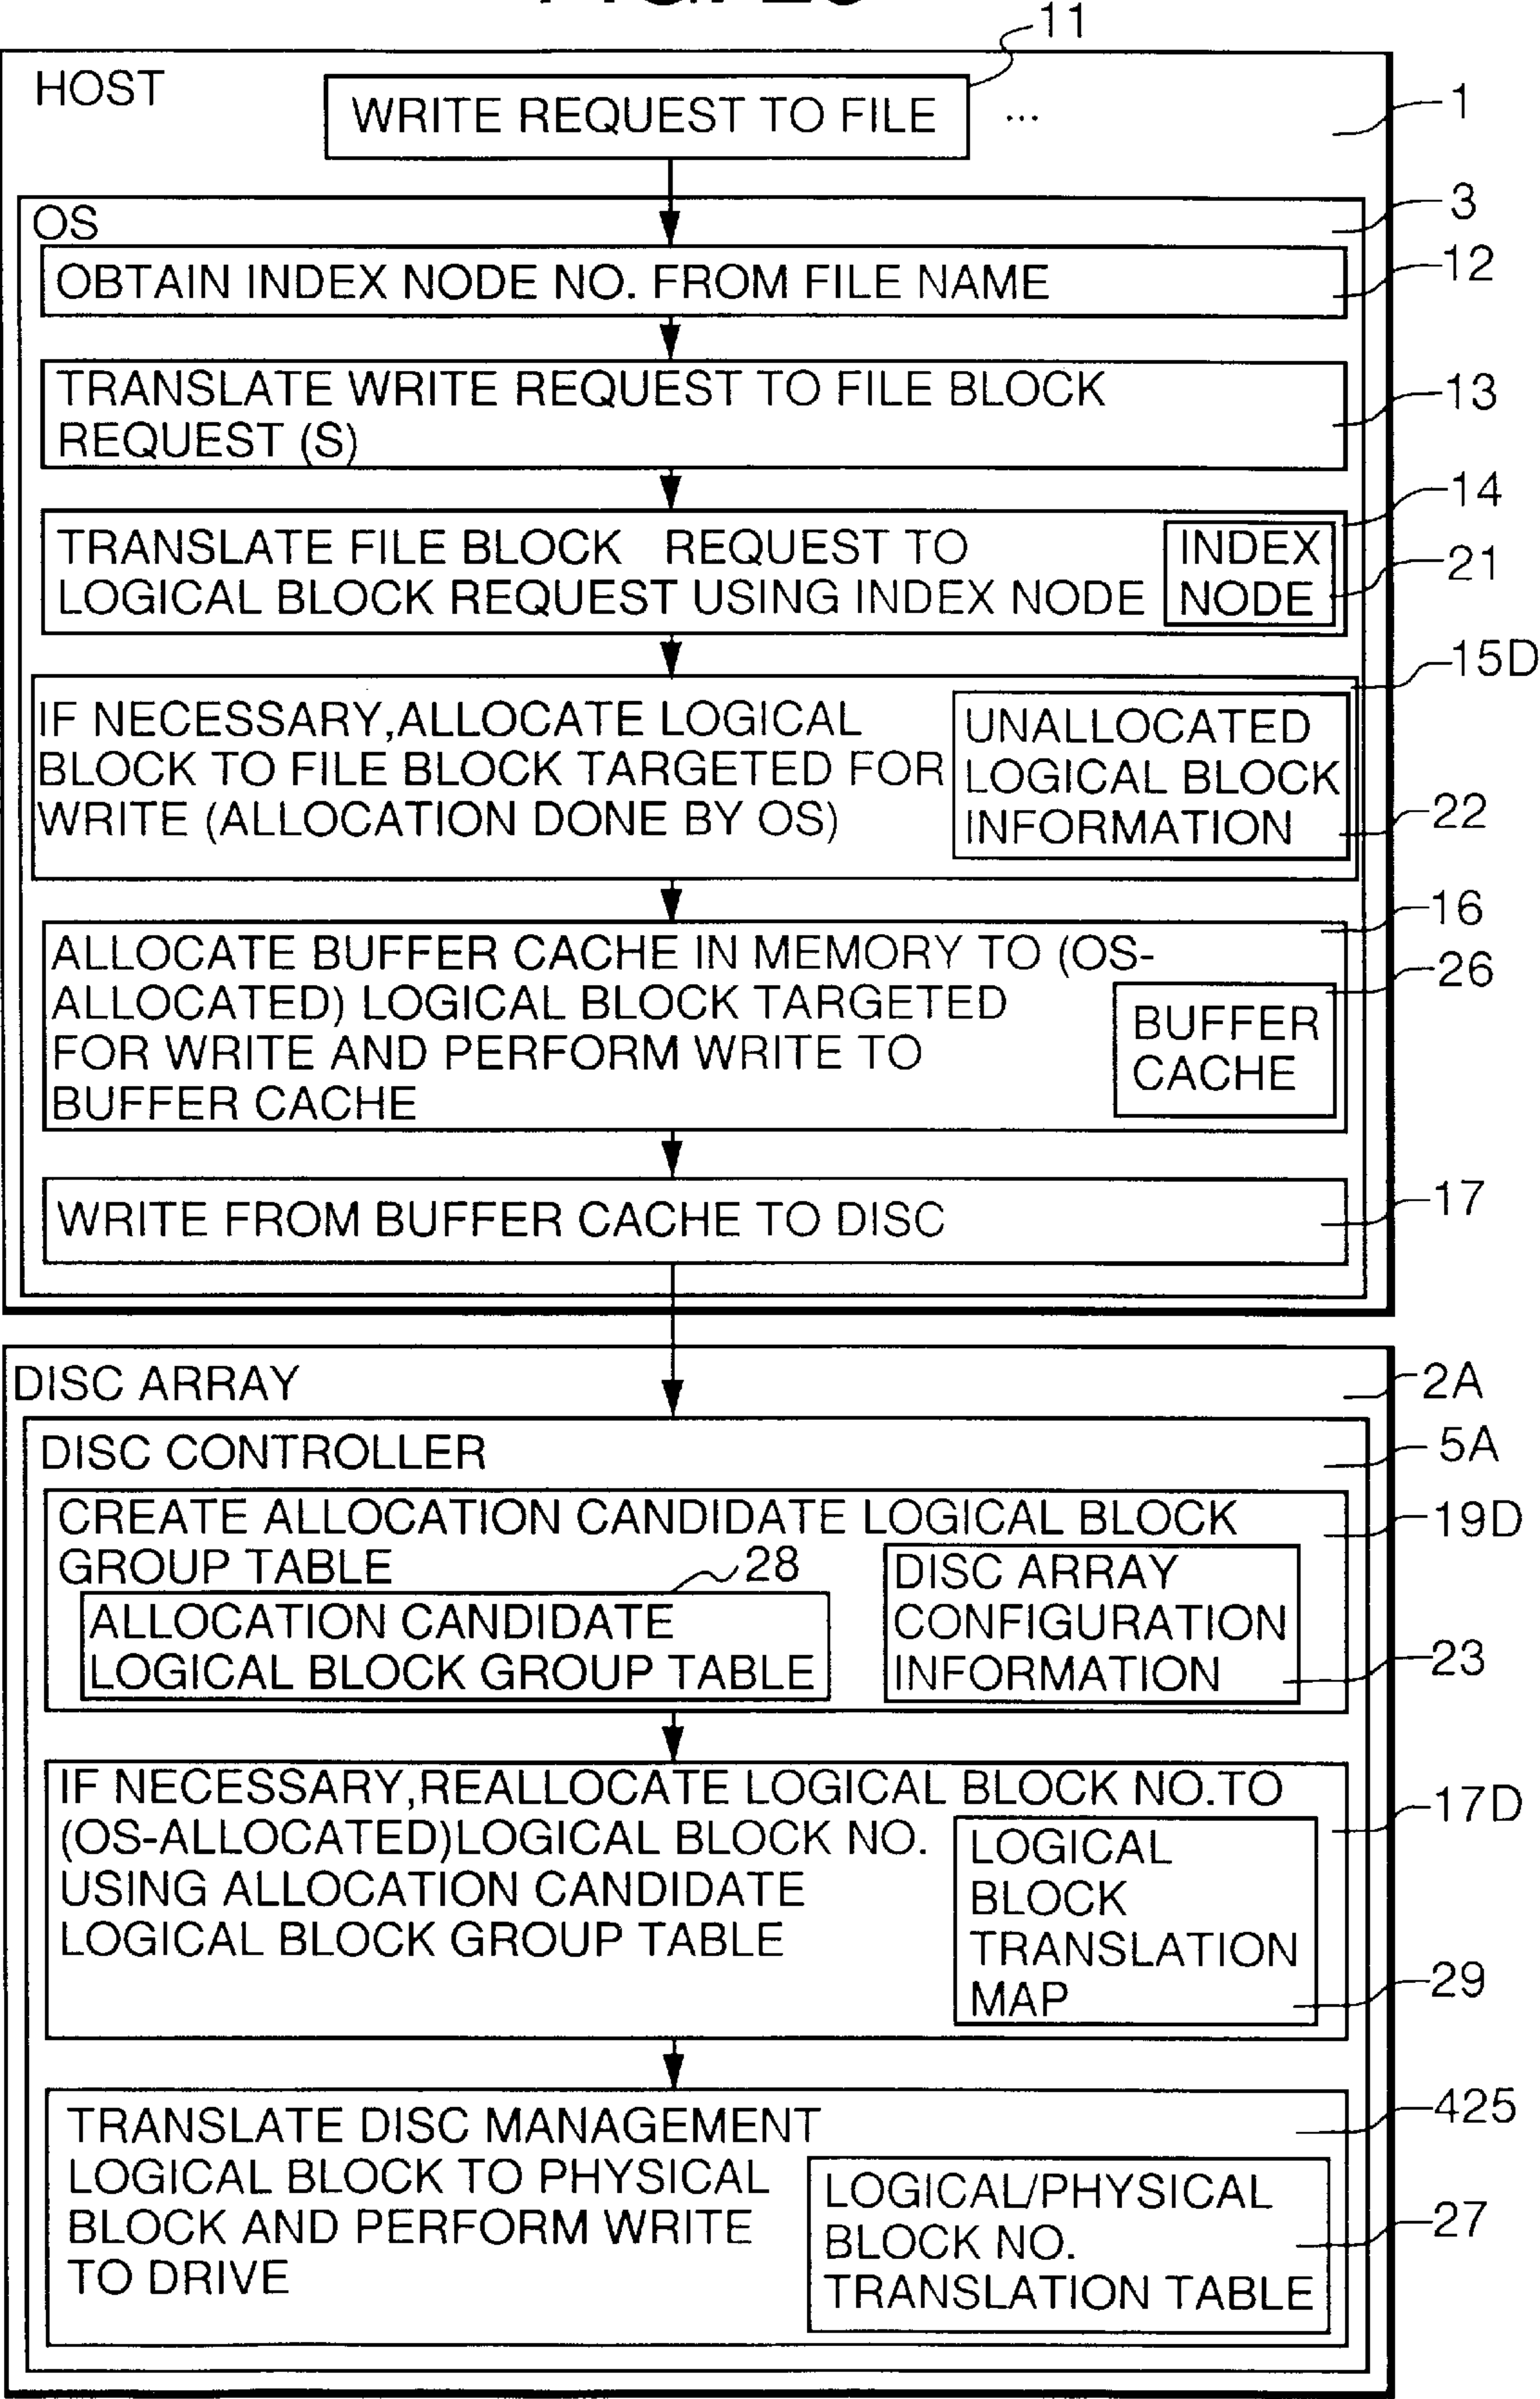 11
HOST
WRITE REQUEST TO FILE
...
1
OS
3
OBTAIN INDEX NODE NO. FROM FILE NAME
12
TRANSLATE WRITE REQUEST TO FILE BLOCK
REQUEST (S)
13
14
TRANSLATE FILE BLOCK REQUEST TO
LOGICAL BLOCK REQUEST USING INDEX NODE
INDEX
NODE
21
15D
IF NECESSARY,ALLOCATE LOGICAL
BLOCK TO FILE BLOCK TARGETED FOR
WRITE (ALLOCATION DONE BY OS)
UNALLOCATED
LOGICAL BLOCK
INFORMATION
22
16
ALLOCATE BUFFER CACHE IN MEMORY TO (OS-
ALLOCATED) LOGICAL BLOCK TARGETED
FOR WRITE AND PERFORM WRITE TO
BUFFER CACHE
26
BUFFER
CACHE
WRITE FROM BUFFER CACHE TO DISC
17
DISC ARRAY
2A
DISC CONTROLLER
5A
CREATE ALLOCATION CANDIDATE LOGICAL BLOCK
GROUP TABLE
19D
28
ALLOCATION CANDIDATE
LOGICAL BLOCK GROUP TABLE
DISC ARRAY
CONFIGURATION
INFORMATION
23
IF NECESSARY,REALLOCATE LOGICAL BLOCK NO.TO
(OS-ALLOCATED)LOGICAL BLOCK NO.
USING ALLOCATION CANDIDATE
LOGICAL BLOCK GROUP TABLE
17D
LOGICAL
BLOCK
TRANSLATION
MAP
29
TRANSLATE DISC MANAGEMENT
LOGICAL BLOCK TO PHYSICAL
BLOCK AND PERFORM WRITE
TO DRIVE
425
LOGICAL/PHYSICAL
BLOCK NO.
TRANSLATION TABLE
27